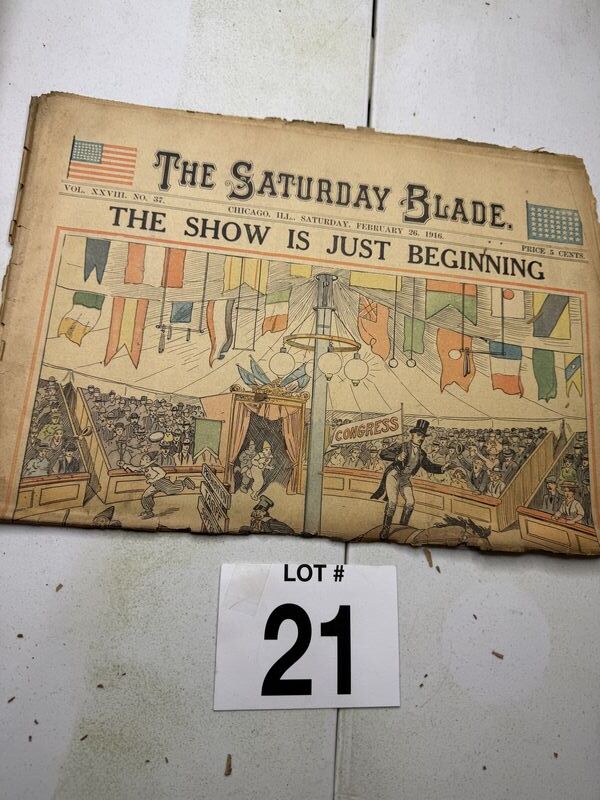 THE SATURDAY BLADE.
VOL. XXVIII. NO. 37.
CHICAGO, ILL., SATURDAY, FEBRUARY 26, 1916.
PRICE 5 CENTS.
THE SHOW IS JUST BEGINNING
CONGRESS
LOT #
21